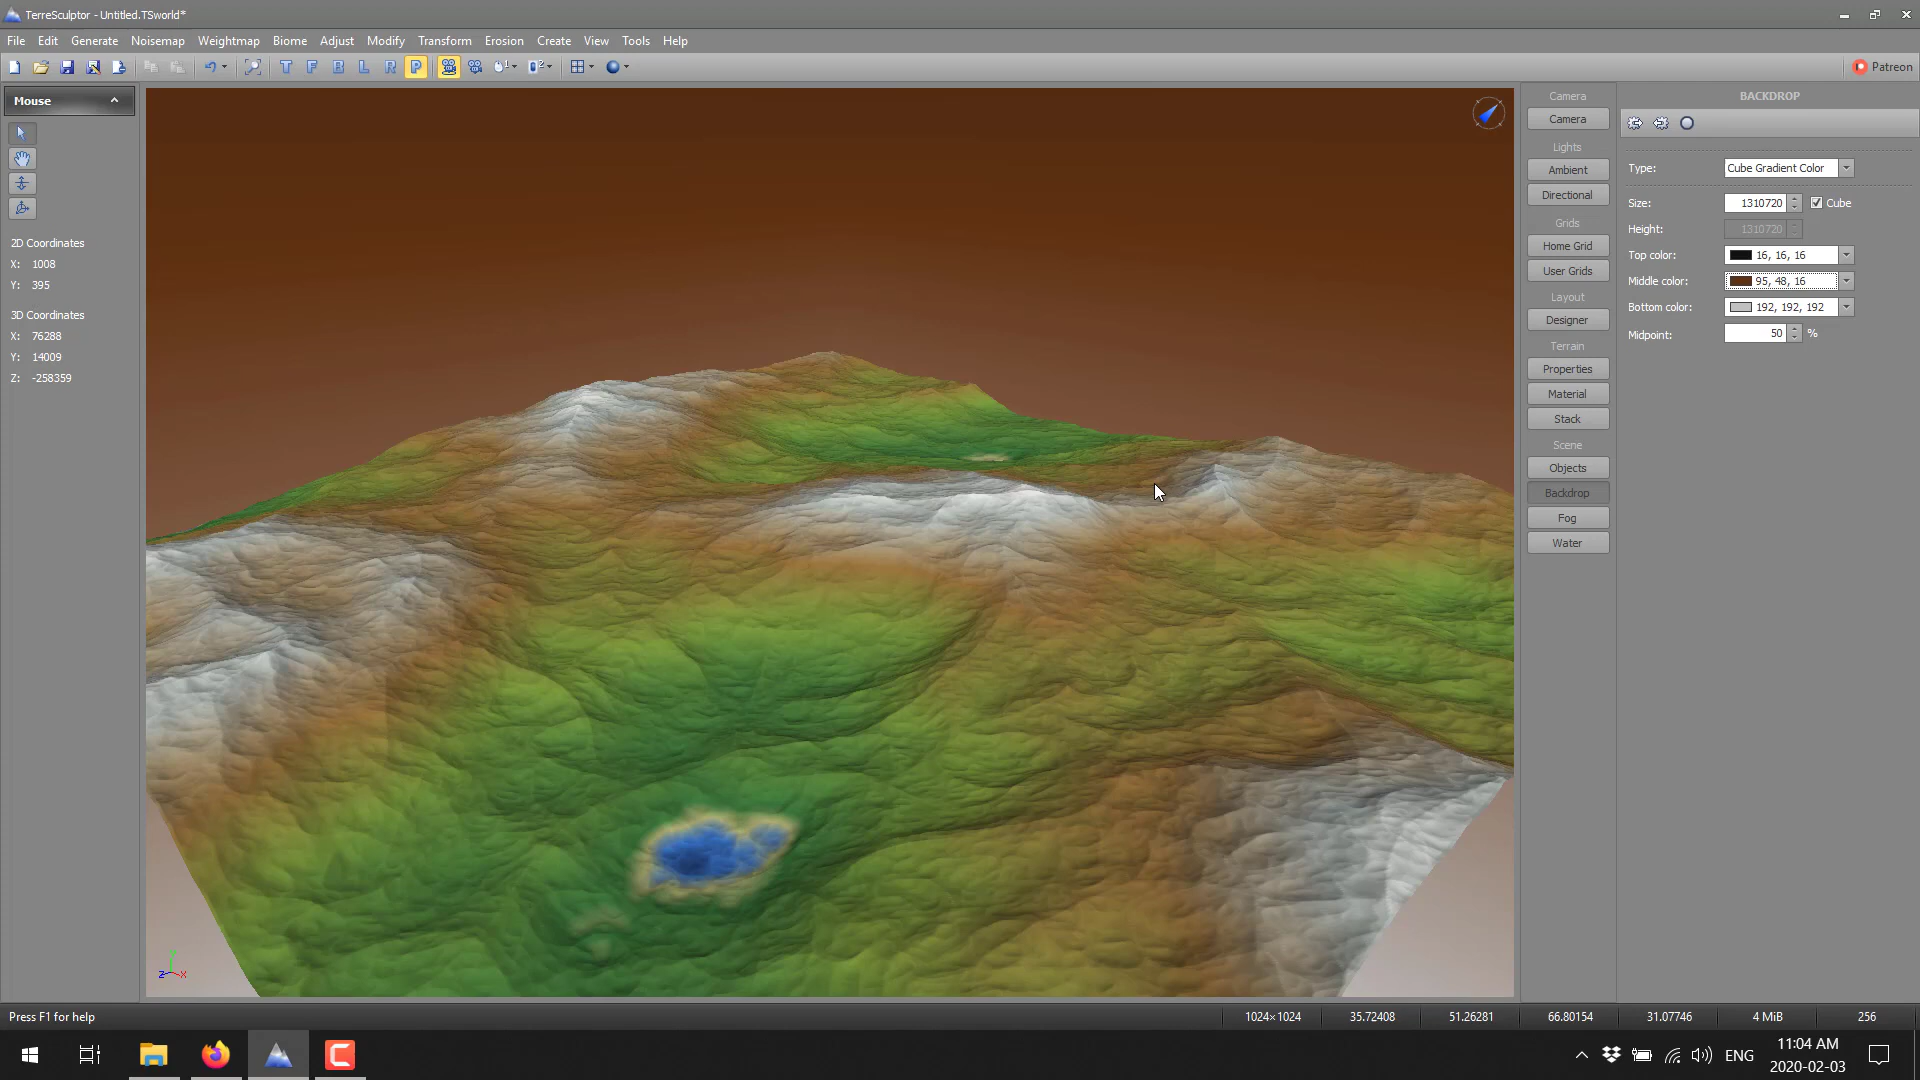 TerreSculptor - Untitled.TSworld*
File Edit Generate Noisemap Weightmap Biome Adjust Modify Transform Erosion Create View Tools Help
T F B L R P 1 2 Patreon
Mouse
2D Coordinates
X: 1008
Y: 395
3D Coordinates
X: 76288
Y: 14009
Z: -258359
Z X
Camera
Camera
Lights
Ambient
Directional
Grids
Home Grid
User Grids
Layout
Designer
Terrain
Properties
Material
Stack
Scene
Objects
Backdrop
Fog
Water
BACKDROP
Type: Cube Gradient Color
Size: 1310720 Cube
Height: 1310720
Top color: 16, 16, 16
Middle color: 95, 48, 16
Bottom color: 192, 192, 192
Midpoint: 50 %
Press F1 for help 1024×1024 35.72408 51.26281 66.80154 31.07746 4 MiB 256
ENG 11:04 AM
2020-02-03